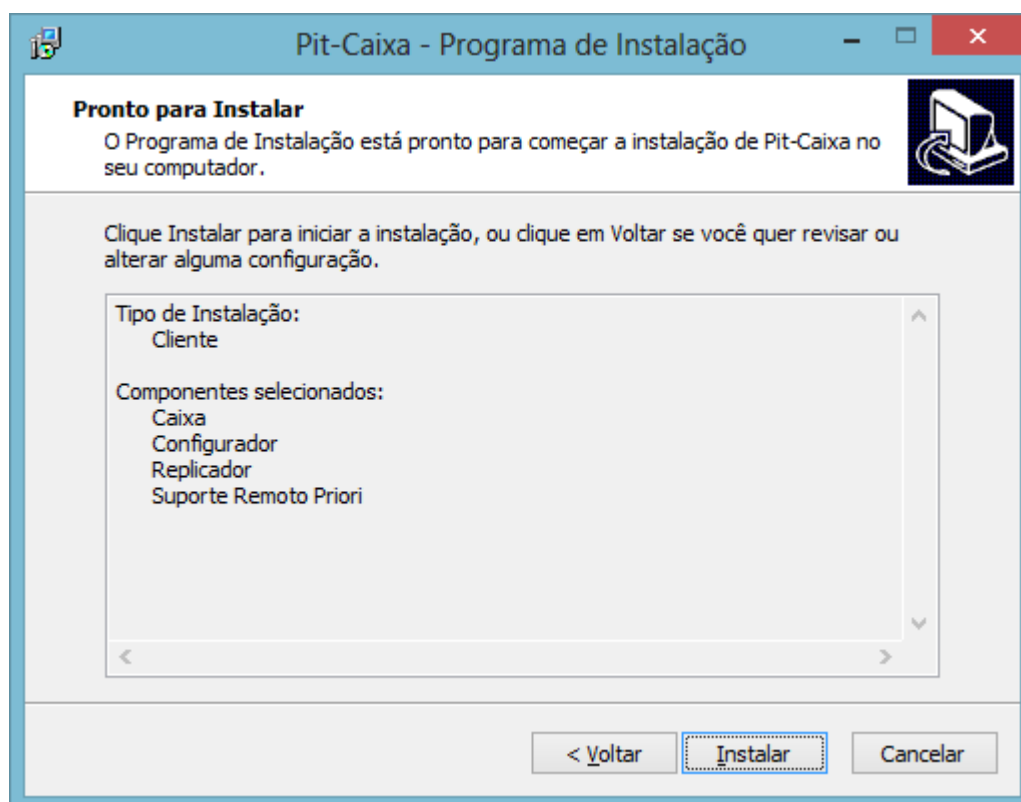 Pit-Caixa - Programa de Instalação
Pronto para Instalar
O Programa de Instalação está pronto para começar a instalação de Pit-Caixa no
seu computador.
Clique Instalar para iniciar a instalação, ou clique em Voltar se você quer revisar ou
alterar alguma configuração.
Tipo de Instalação:
Cliente
Componentes selecionados:
Caixa
Configurador
Replicador
Suporte Remoto Priori
< Voltar
Instalar
Cancelar